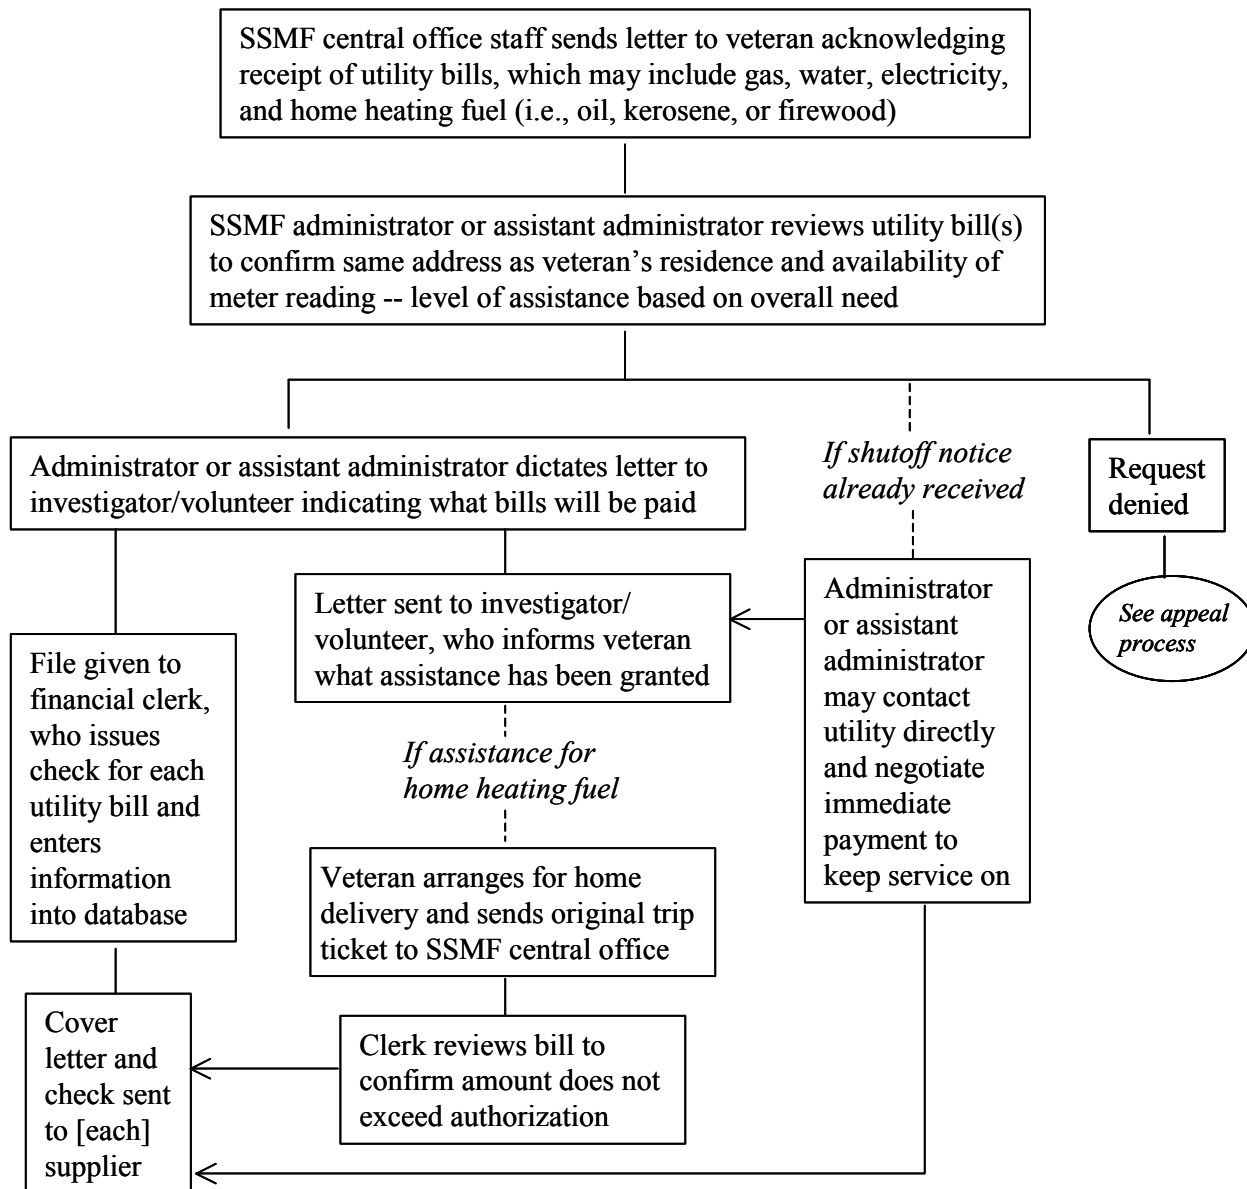 SSMF central office staff sends letter to veteran acknowledging
receipt of utility bills, which may include gas, water, electricity,
and home heating fuel (i.e., oil, kerosene, or firewood)
SSMF administrator or assistant administrator reviews utility bill(s)
to confirm same address as veteran’s residence and availability of
meter reading -- level of assistance based on overall need
Administrator or assistant administrator dictates letter to
investigator/volunteer indicating what bills will be paid
If shutoff notice
already received
Request
denied
See appeal
process
Letter sent to investigator/
volunteer, who informs veteran
what assistance has been granted
Administrator
or assistant
administrator
may contact
utility directly
and negotiate
immediate
payment to
keep service on
File given to
financial clerk,
who issues
check for each
utility bill and
enters
information
into database
If assistance for
home heating fuel
Veteran arranges for home
delivery and sends original trip
ticket to SSMF central office
Clerk reviews bill to
confirm amount does not
exceed authorization
Cover
letter and
check sent
to [each]
supplier